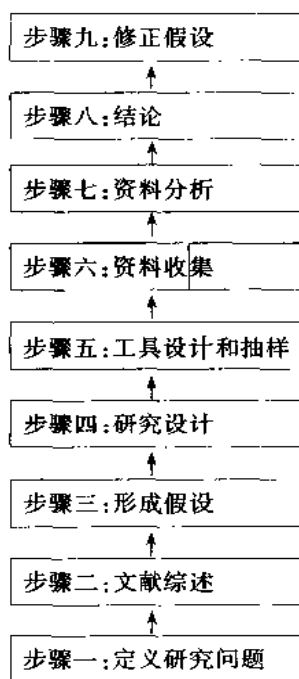 步骤九:修正假设
步骤八:结论
步骤七:资料分析
步骤六:资料收集
步骤五:工具设计和抽样
步骤四:研究设计
步骤三:形成假设
步骤二:文献综述
步骤一:定义研究问题